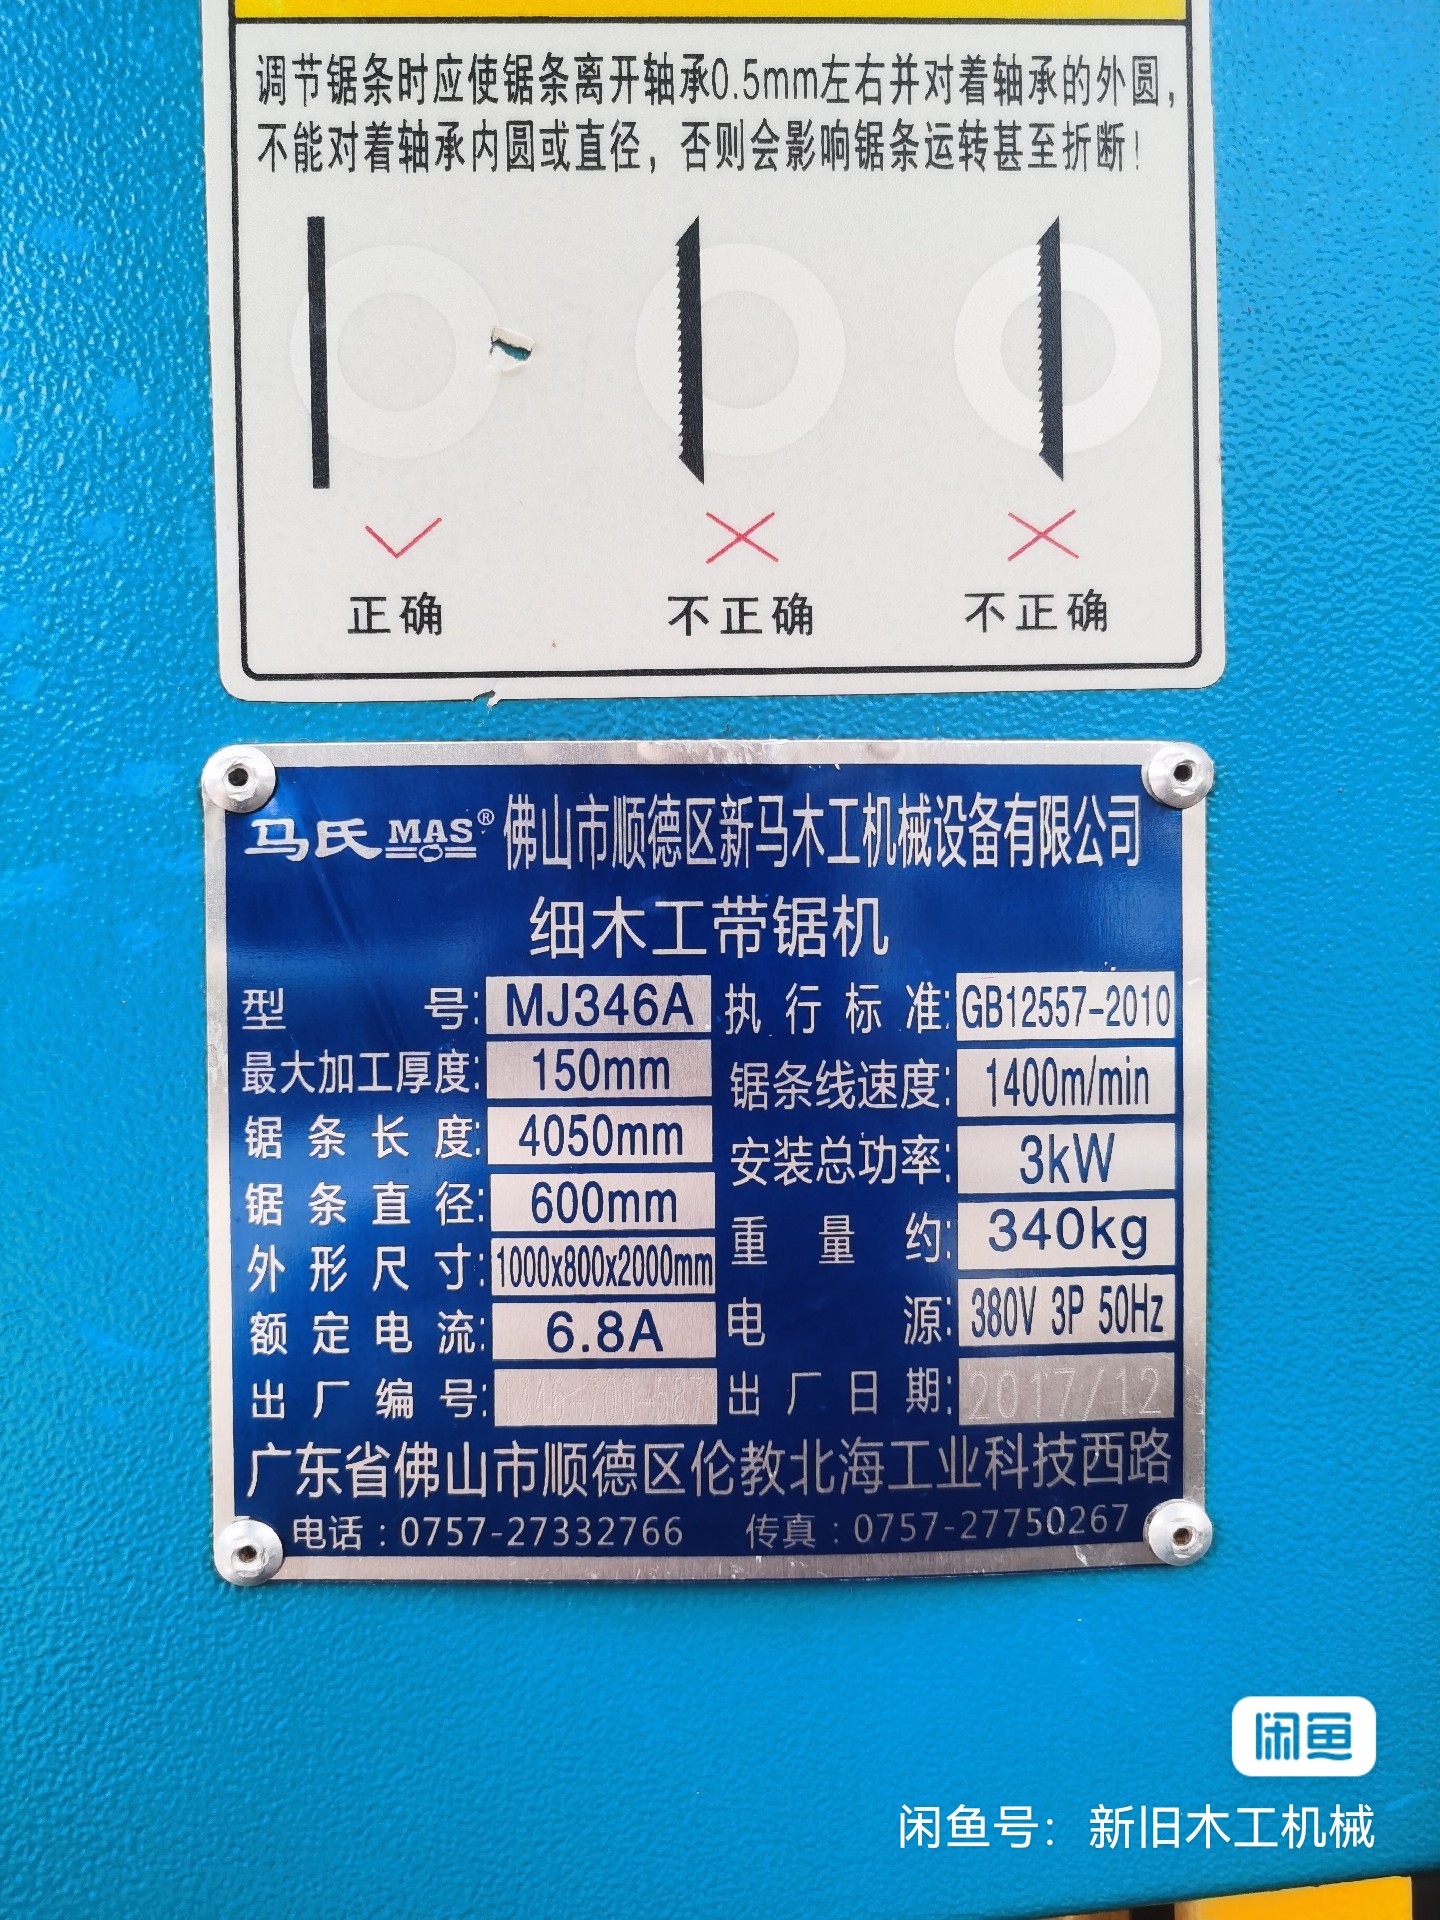 调节锯条时应使锯条离开轴承0.5mm左右并对着轴承的外圆，
不能对着轴承内圆或直径，否则会影响锯条运转甚至折断！
正确 不正确 不正确
马氏 MAS® 佛山市顺德区新马木工机械设备有限公司
细木工带锯机
型号: MJ346A 执行标准: GB12557-2010
最大加工厚度: 150mm 锯条线速度: 1400m/min
锯条长度: 4050mm 安装总功率: 3kW
锯条直径: 600mm 重量约: 340kg
外形尺寸: 1000x800x2000mm 电源: 380V 3P 50Hz
额定电流: 6.8A
出厂编号: 出厂日期: 2017/12
广东省佛山市顺德区伦教北海工业科技西路
电话：0757-27332766 传真：0757-27750267
闲鱼
闲鱼号：新旧木工机械